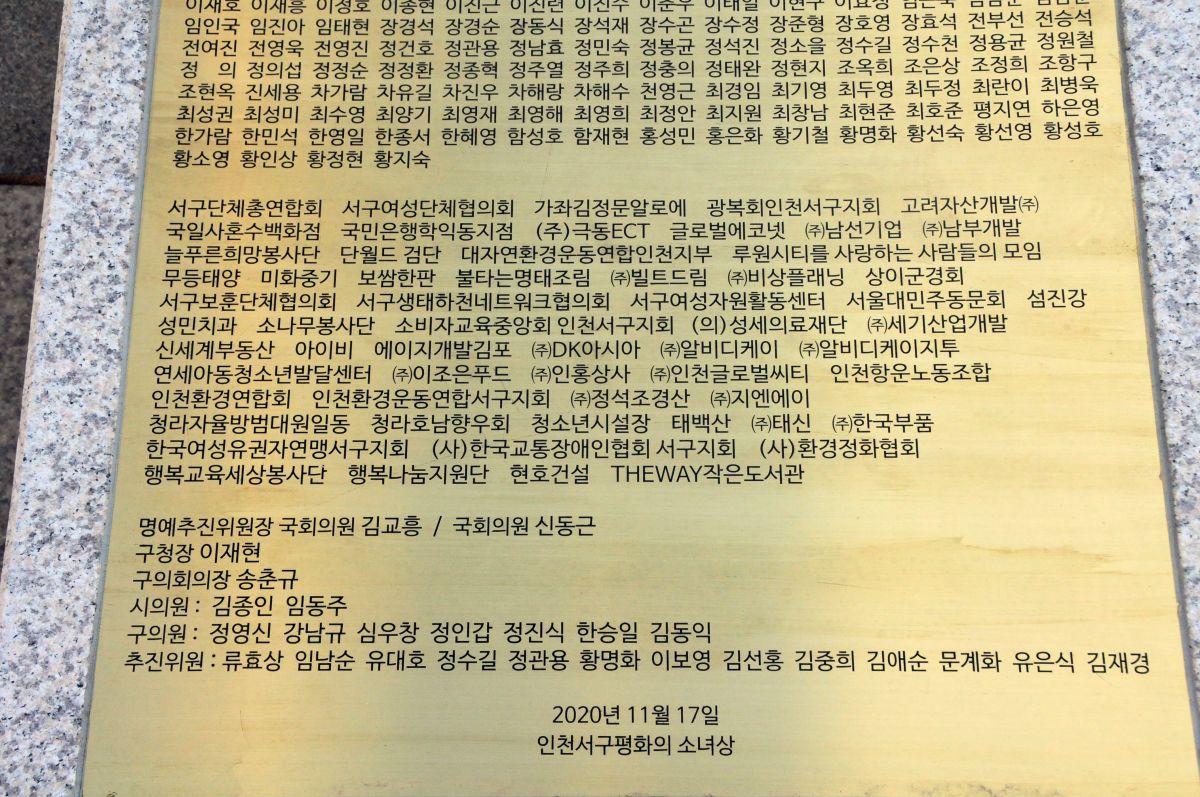 이재호 이재흥 이정호 이종현 이진근 이진련 이진수 이춘우 이태일 이현구 이효상
임인국 임진아 임태현 장경석 장경순 장동식 장석재 장수근 장수정 장준형 장호영 장효석 전부선 전승석
전여진 전영욱 전영진 정건호 정관용 정남효 정민숙 정봉균 정석진 정소을 정수길 정수천 정용균 정원철
정 의 정의섭 정정순 정정환 정종혁 정주열 정주희 정충의 정태완 정현지 조옥희 조은상 조정희 조항구
조현옥 진세용 차가람 차유길 차진우 차해랑 차해수 천영근 최경임 최기영 최두영 최두정 최란이 최병욱
최성권 최성미 최수영 최양기 최영재 최영해 최영희 최정안 최지원 최창남 최현준 최호준 평지연 하은영
한가람 한민석 한영일 한종서 한혜영 함성호 함재현 홍성민 홍은화 황기철 황명화 황선숙 황선영 황성호
황소영 황인상 황정현 황지숙
서구단체총연합회 서구여성단체협의회 가좌김정문알로에 광복회인천서구지회 고려자산개발㈜
국일사혼수백화점 국민은행학익동지점 (주)극동ECT 글로벌에코넷 ㈜남선기업 ㈜남부개발
늘푸른희망봉사단 단월드 검단 대자연환경운동연합인천지부 루원시티를 사랑하는 사람들의 모임
무등태양 미화중기 보쌈한판 불타는명태조림 ㈜빌트드림 ㈜비상플래닝 상이군경회
서구보훈단체협의회 서구생태하천네트워크협의회 서구여성자원활동센터 서울대민주동문회 섬진강
성민치과 소나무봉사단 소비자교육중앙회 인천서구지회 (의)성세의료재단 ㈜세기산업개발
신세계부동산 아이비 에이지개발김포 ㈜DK아시아 ㈜알비디케이 ㈜알비디케이지투
연세아동청소년발달센터 ㈜이조은푸드 ㈜인홍상사 ㈜인천글로벌씨티 인천항운노동조합
인천환경연합회 인천환경운동연합서구지회 ㈜정석조경산 ㈜지엔에이
청라자율방범대원일동 청라호남향우회 청소년시설장 태백산 ㈜태신 ㈜한국부품
한국여성유권자연맹서구지회 (사)한국교통장애인협회 서구지회 (사)환경정화협회
행복교육세상봉사단 행복나눔지원단 현호건설 THEWAY작은도서관
명예추진위원장 국회의원 김교흥 / 국회의원 신동근
구청장 이재현
구의회의장 송춘규
시의원 : 김종인 임동주
구의원 : 정영신 강남규 심우창 정인갑 정진식 한승일 김동익
추진위원 : 류효상 임남순 유대호 정수길 정관용 황명화 이보영 김선홍 김중희 김애순 문계화 유은식 김재경
2020년 11월 17일
인천서구평화의 소녀상